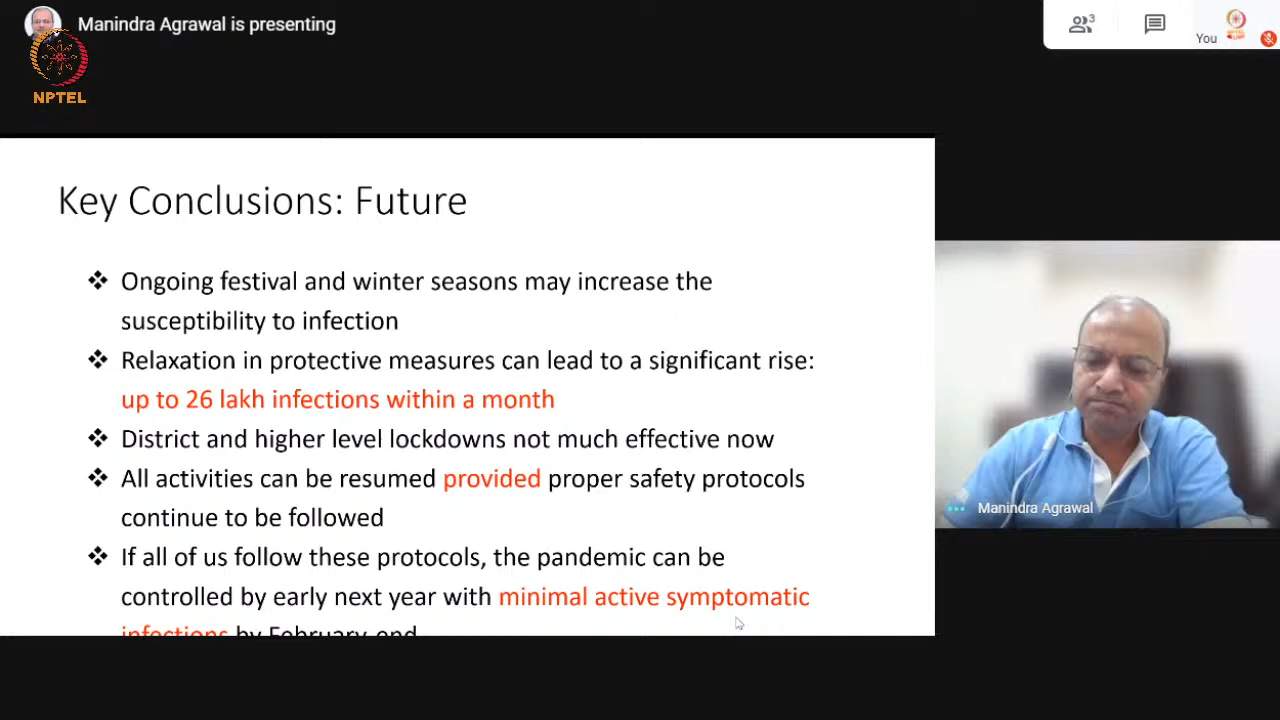 Manindra Agrawal is presenting
3
You
NPTEL
Key Conclusions: Future
❖ Ongoing festival and winter seasons may increase the
susceptibility to infection
❖ Relaxation in protective measures can lead to a significant rise:
up to 26 lakh infections within a month
❖ District and higher level lockdowns not much effective now
❖ All activities can be resumed provided proper safety protocols
continue to be followed
❖ If all of us follow these protocols, the pandemic can be
controlled by early next year with minimal active symptomatic
infections by February-end
Manindra Agrawal